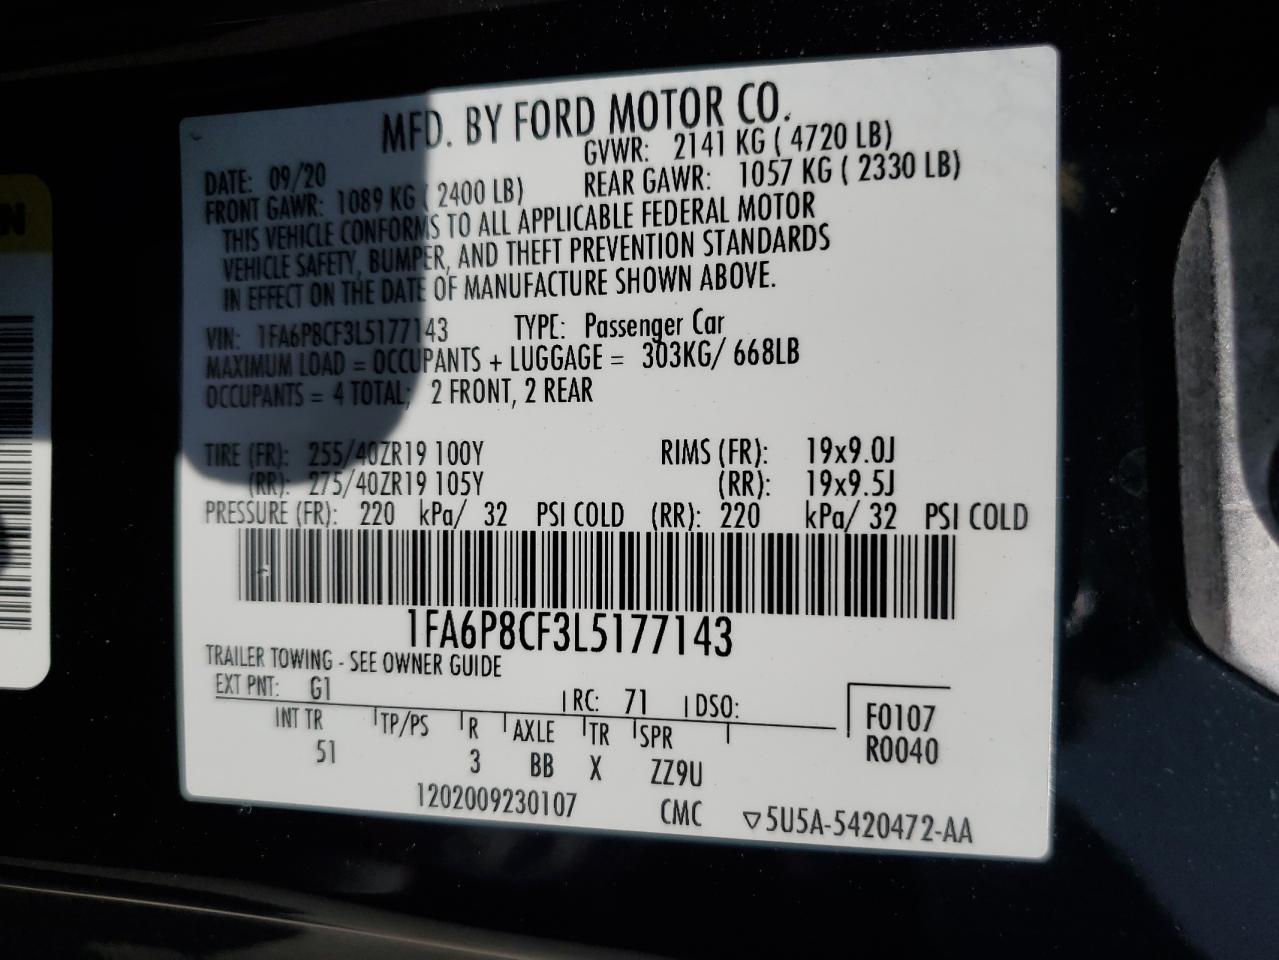 MFD. BY FORD MOTOR CO.
DATE: 09/20 GVWR: 2141 KG ( 4720 LB)
FRONT GAWR: 1089 KG ( 2400 LB) REAR GAWR: 1057 KG ( 2330 LB)
THIS VEHICLE CONFORMS TO ALL APPLICABLE FEDERAL MOTOR
VEHICLE SAFETY, BUMPER, AND THEFT PREVENTION STANDARDS
IN EFFECT ON THE DATE OF MANUFACTURE SHOWN ABOVE.
VIN: 1FA6P8CF3L5177143 TYPE: Passenger Car
MAXIMUM LOAD = OCCUPANTS + LUGGAGE = 303KG/ 668LB
OCCUPANTS = 4 TOTAL; 2 FRONT, 2 REAR
TIRE (FR): 255/40ZR19 100Y RIMS (FR): 19x9.0J
(RR): 275/40ZR19 105Y (RR): 19x9.5J
PRESSURE (FR): 220 kPa/ 32 PSI COLD (RR): 220 kPa/ 32 PSI COLD
1FA6P8CF3L5177143
TRAILER TOWING - SEE OWNER GUIDE
EXT PNT: G1 RC: 71 DSO: F0107
INT TR TP/PS R AXLE TR SPR R0040
51 3 BB X ZZ9U
1202009230107 CMC ▽5U5A-5420472-AA